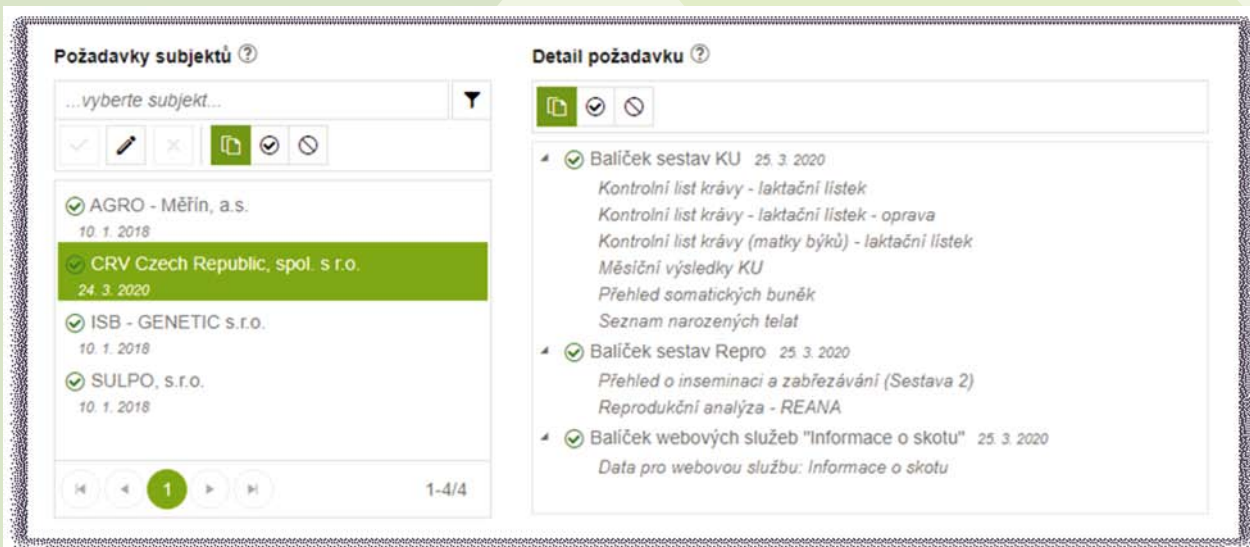 Požadavky subjektů ?
...vyberte subjekt...
AGRO - Měřín, a.s.
10. 1. 2018
CRV Czech Republic, spol. s r.o.
24. 3. 2020
ISB - GENETIC s.r.o.
10. 1. 2018
SULPO, s.r.o.
10. 1. 2018
1
1-4/4
Detail požadavku ?
Balíček sestav KU 25. 3. 2020
Kontrolní list krávy - laktační lístek
Kontrolní list krávy - laktační lístek - oprava
Kontrolní list krávy (matky býků) - laktační lístek
Měsíční výsledky KU
Přehled somatických buněk
Seznam narozených telat
Balíček sestav Repro 25. 3. 2020
Přehled o inseminaci a zabřezávání (Sestava 2)
Reprodukční analýza - REANA
Balíček webových služeb "Informace o skotu" 25. 3. 2020
Data pro webovou službu: Informace o skotu